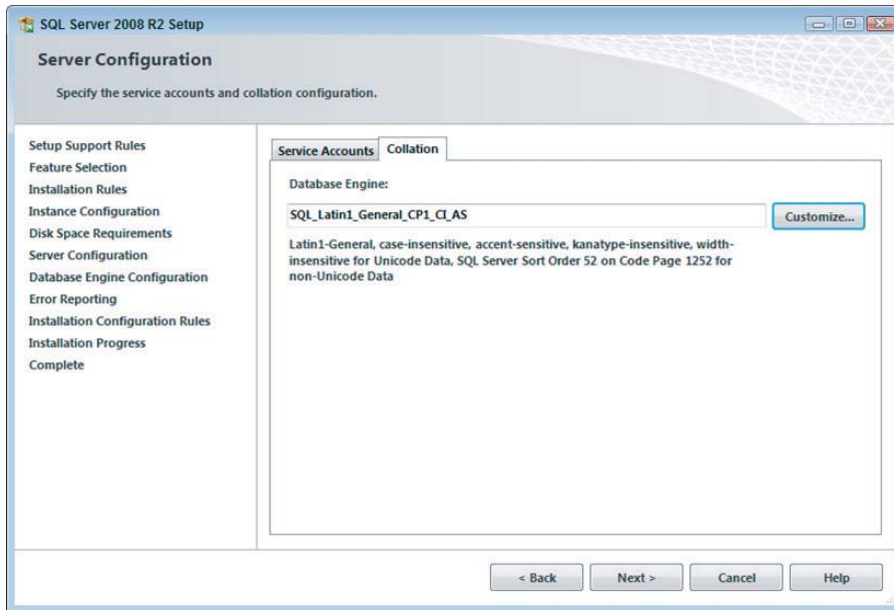 SQL Server 2008 R2 Setup
Server Configuration
Specify the service accounts and collation configuration.
Setup Support Rules
Feature Selection
Installation Rules
Instance Configuration
Disk Space Requirements
Server Configuration
Database Engine Configuration
Error Reporting
Installation Configuration Rules
Installation Progress
Complete
Service Accounts
Collation
Database Engine:
SQL_Latin1_General_CP1_CI_AS
Customize...
Latin1-General, case-insensitive, accent-sensitive, kanatype-insensitive, width-
insensitive for Unicode Data, SQL Server Sort Order 52 on Code Page 1252 for
non-Unicode Data
< Back
Next >
Cancel
Help